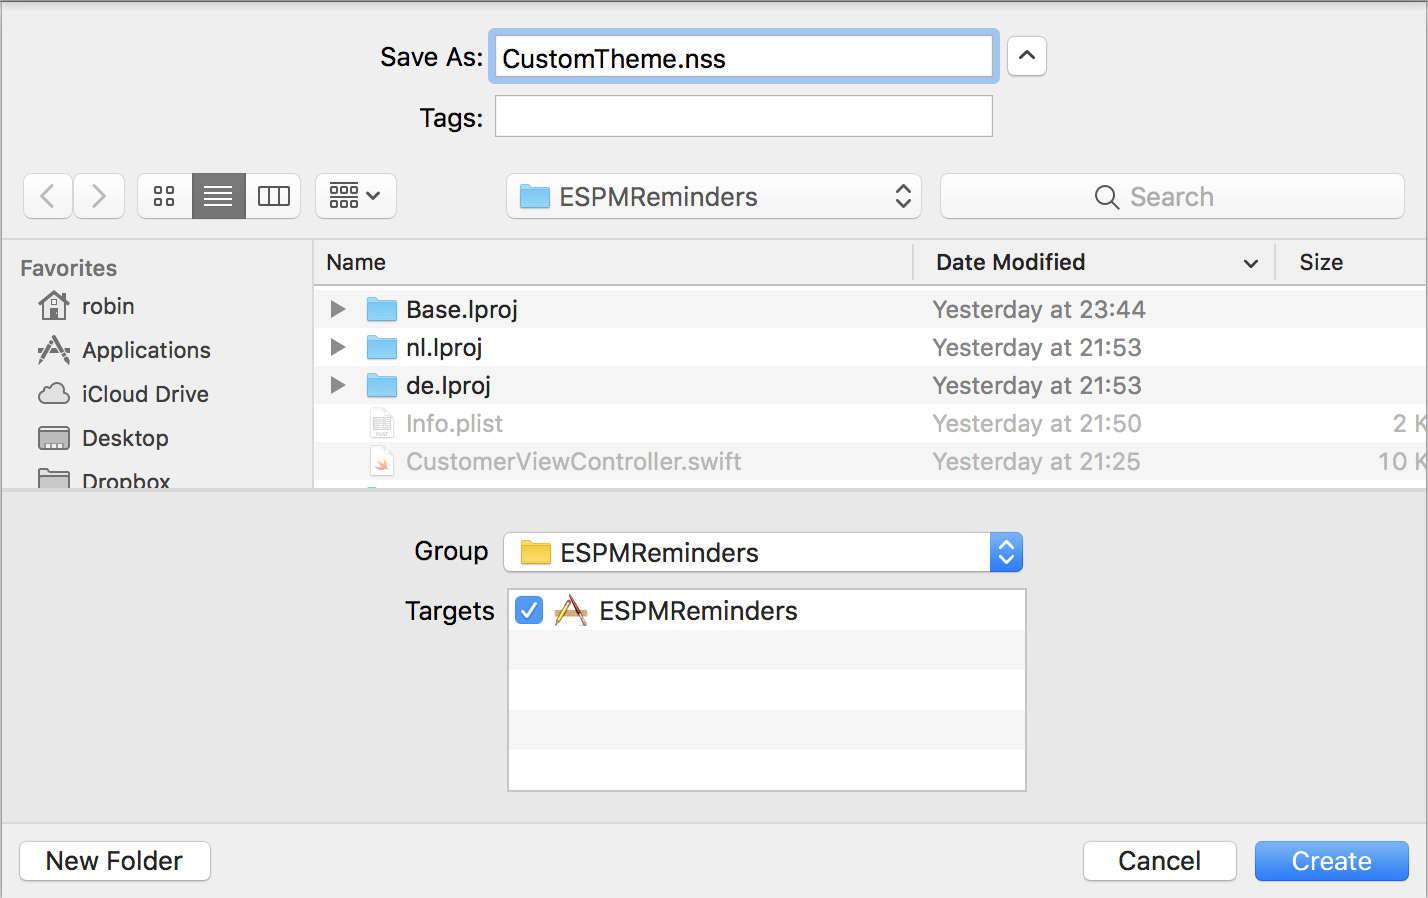 Save As: CustomTheme.nss
Tags:
ESPMReminders
Search
Favorites
robin
Applications
iCloud Drive
Desktop
Dropbox
Name Date Modified Size
Base.lproj Yesterday at 23:44
nl.lproj Yesterday at 21:53
de.lproj Yesterday at 21:53
Info.plist Yesterday at 21:50 2 K
CustomerViewController.swift Yesterday at 21:25 10 K
Group ESPMReminders
Targets ESPMReminders
New Folder Cancel Create